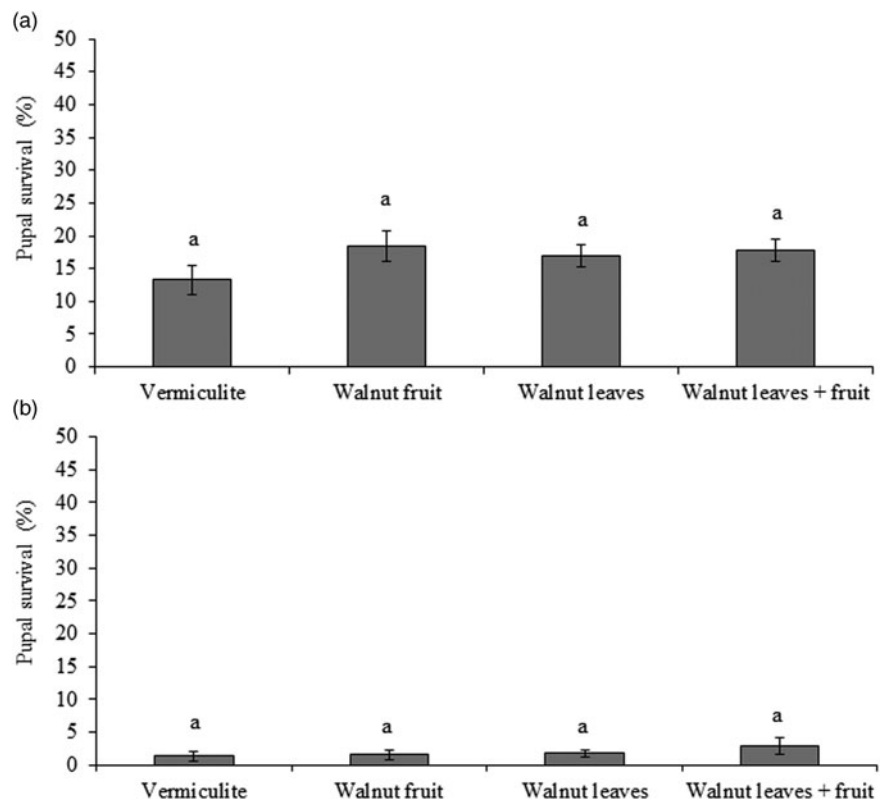 (a)
Pupal survival (%)
50
45
40
35
30
25
20
15
10
5
0
a
a
a
a
Vermiculite
Walnut fruit
Walnut leaves
Walnut leaves + fruit
(b)
Pupal survival (%)
50
45
40
35
30
25
20
15
10
5
0
a
a
a
a
Vermiculite
Walnut fruit
Walnut leaves
Walnut leaves + fruit